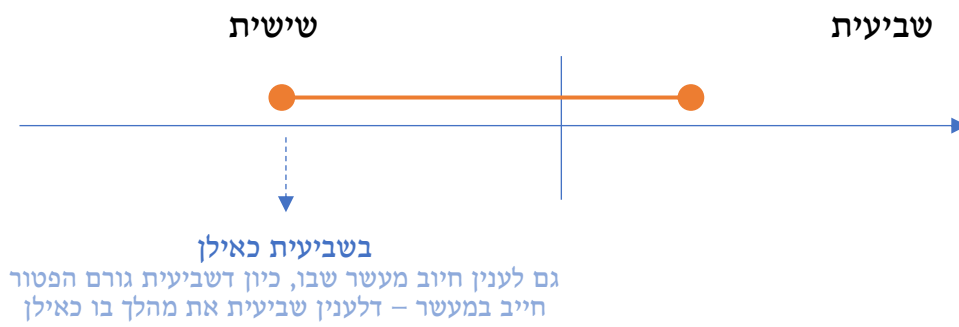 שביעית
שישית
בשביעית כאילן
גם לענין חיוב מעשר שבו, כיון דשביעית גורם הפטור
חייב במעשר – דלענין שביעית את מהלך בו כאילן